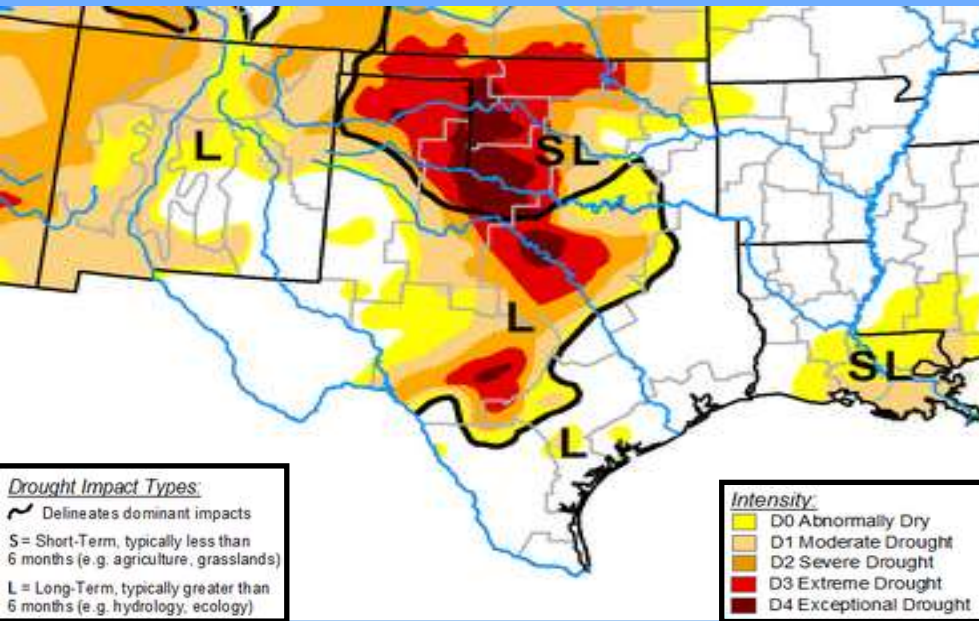 L
SL
L
SL
L
Drought Impact Types:
Delineates dominant impacts
S = Short-Term, typically less than
6 months (e.g. agriculture, grasslands)
L = Long-Term, typically greater than
6 months (e.g. hydrology, ecology)
Intensity:
D0 Abnormally Dry
D1 Moderate Drought
D2 Severe Drought
D3 Extreme Drought
D4 Exceptional Drought